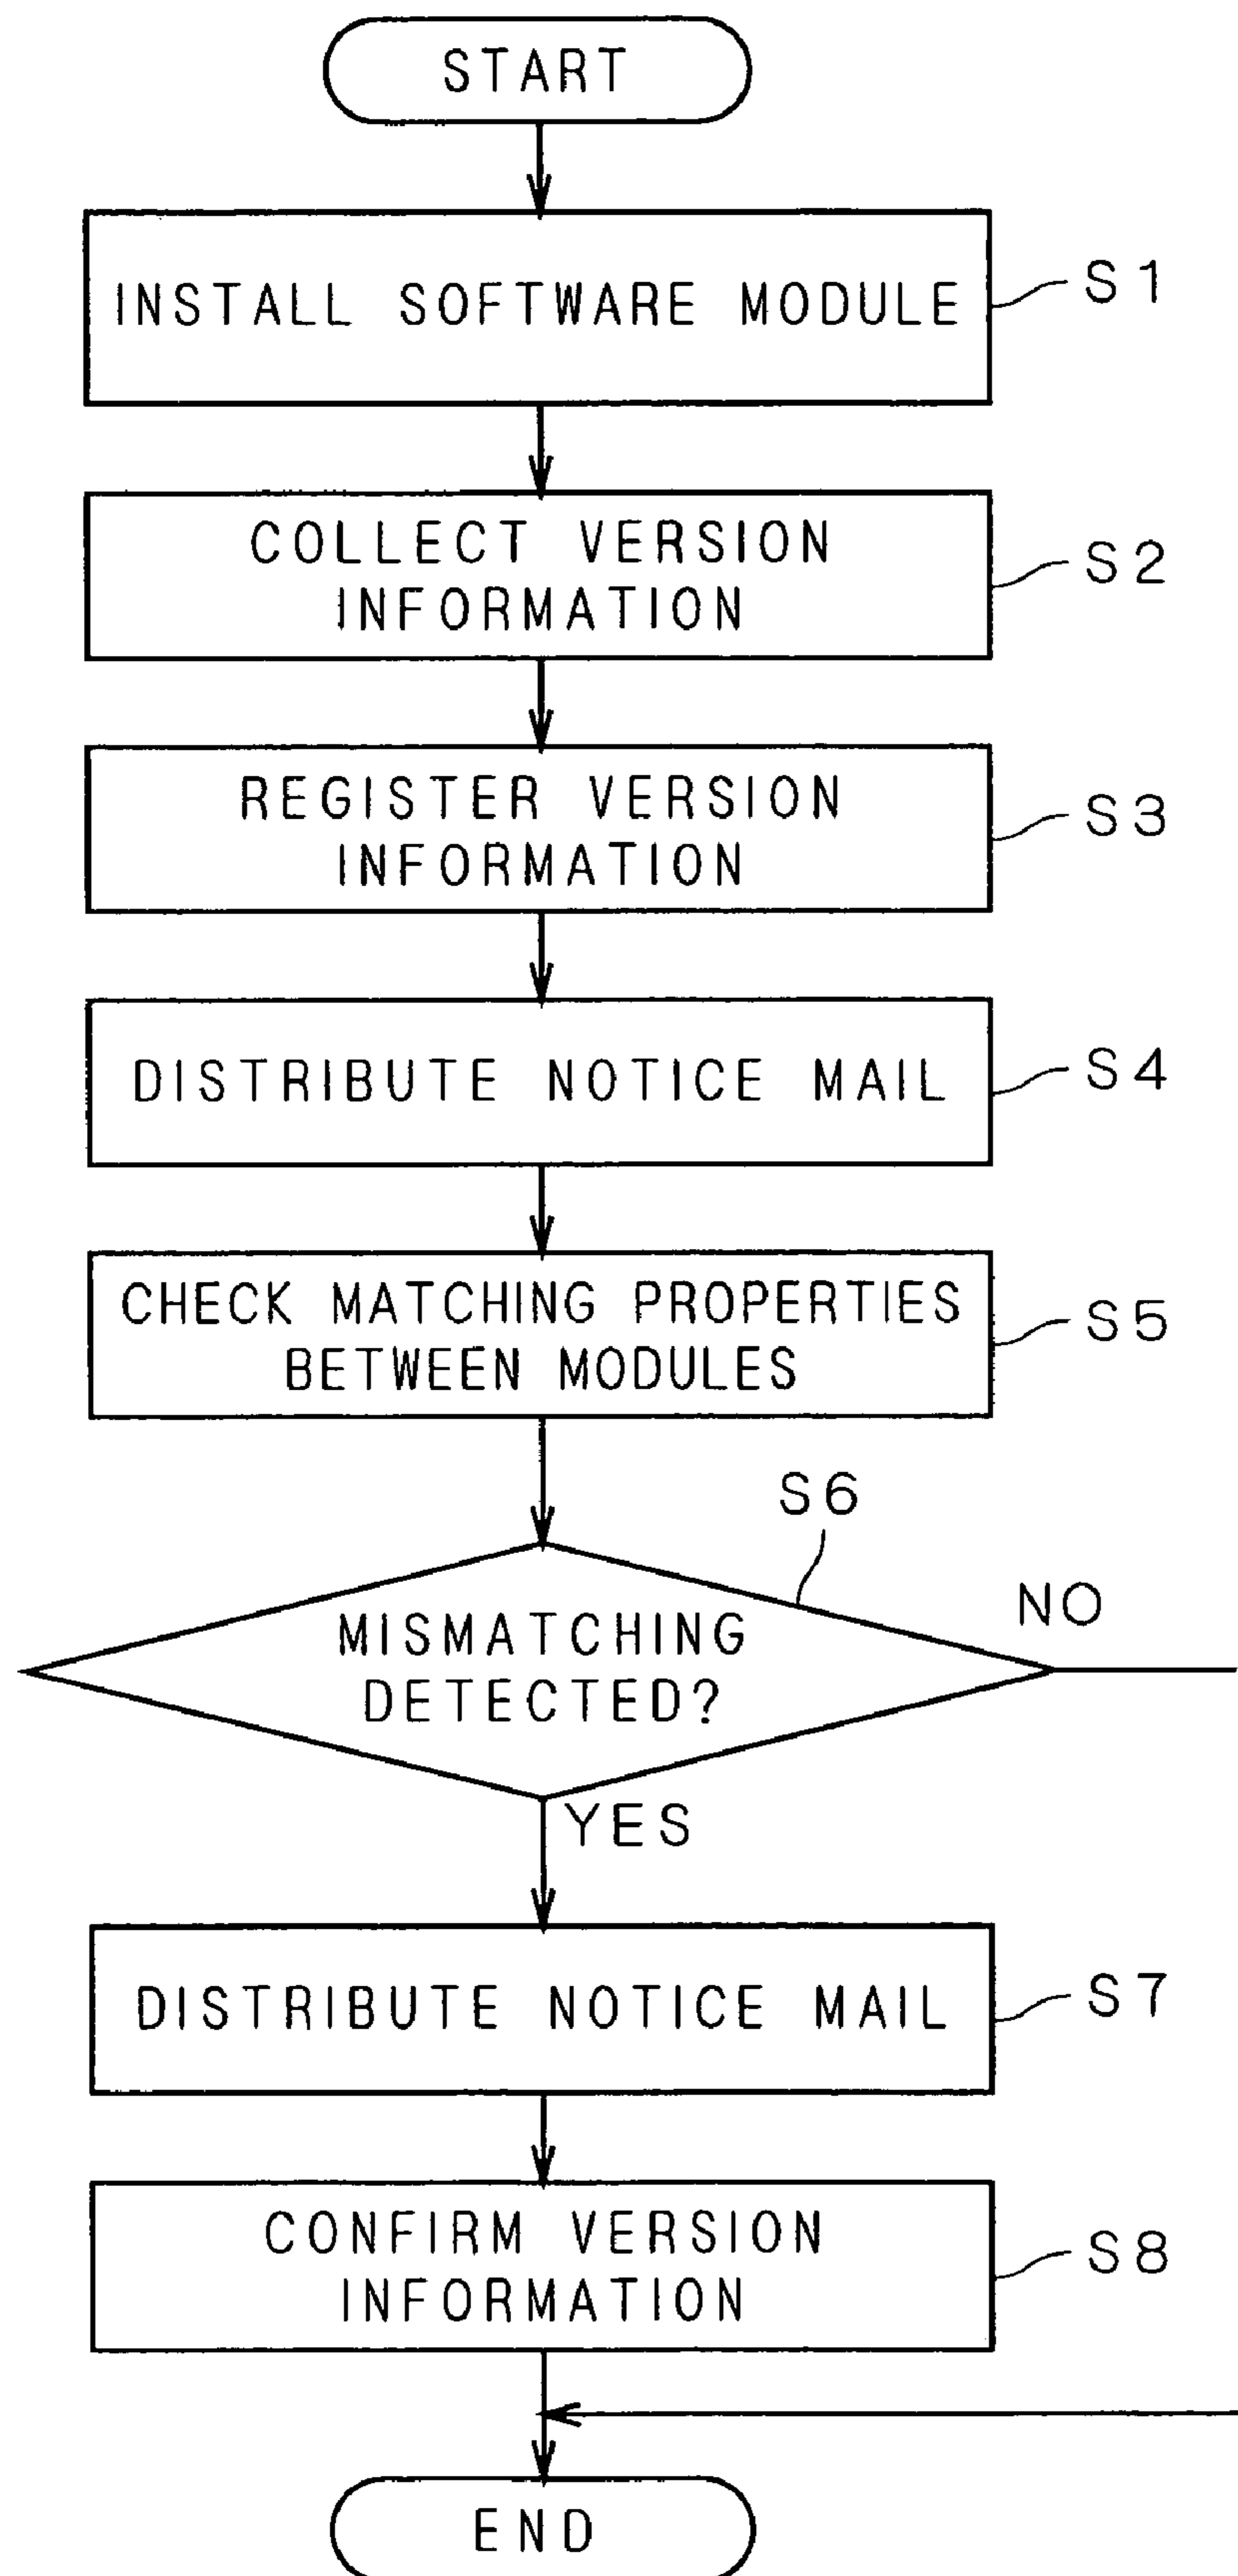 START
INSTALL SOFTWARE MODULE
S1
COLLECT VERSION
INFORMATION
S2
REGISTER VERSION
INFORMATION
S3
DISTRIBUTE NOTICE MAIL
S4
CHECK MATCHING PROPERTIES
BETWEEN MODULES
S5
S6
MISMATCHING
DETECTED?
NO
YES
DISTRIBUTE NOTICE MAIL
S7
CONFIRM VERSION
INFORMATION
S8
END